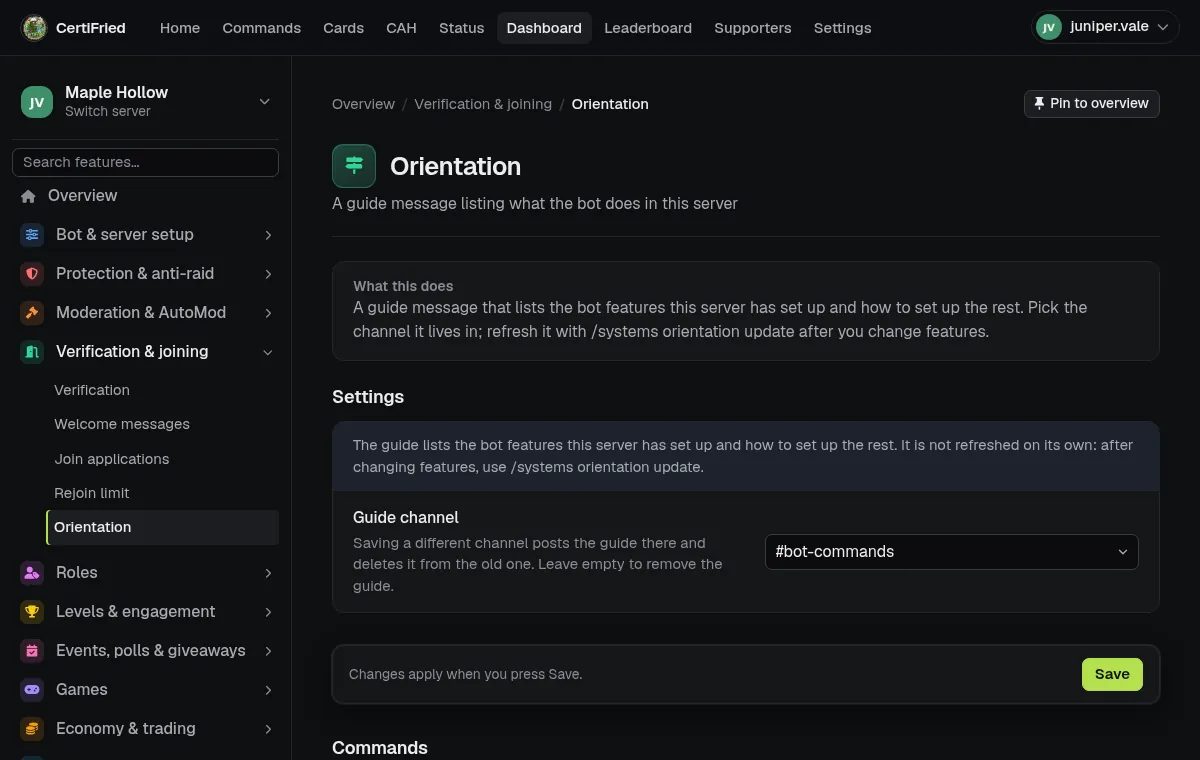 CertiFried
Home
Commands
Cards
CAH
Status
Dashboard
Leaderboard
Supporters
Settings
JV
juniper.vale
JV
Maple Hollow
Switch server
Search features...
Overview
Bot & server setup
Protection & anti-raid
Moderation & AutoMod
Verification & joining
Verification
Welcome messages
Join applications
Rejoin limit
Orientation
Roles
Levels & engagement
Events, polls & giveaways
Games
Economy & trading
Overview / Verification & joining / Orientation
Pin to overview
Orientation
A guide message listing what the bot does in this server
What this does
A guide message that lists the bot features this server has set up and how to set up the rest. Pick the
channel it lives in; refresh it with /systems orientation update after you change features.
Settings
The guide lists the bot features this server has set up and how to set up the rest. It is not refreshed on its own: after
changing features, use /systems orientation update.
Guide channel
Saving a different channel posts the guide there and
deletes it from the old one. Leave empty to remove the
guide.
#bot-commands
Changes apply when you press Save.
Save
Commands